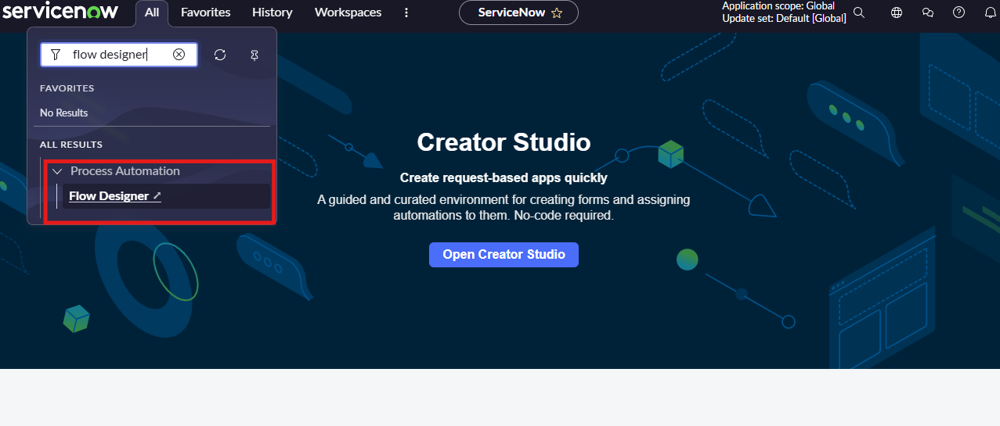 servicenow
All
Favorites
History
Workspaces
ServiceNow
Application scope: Global
Update set: Default [Global]
flow designer
FAVORITES
No Results
ALL RESULTS
Process Automation
Flow Designer
Creator Studio
Create request-based apps quickly
A guided and curated environment for creating forms and assigning
automations to them. No-code required.
Open Creator Studio